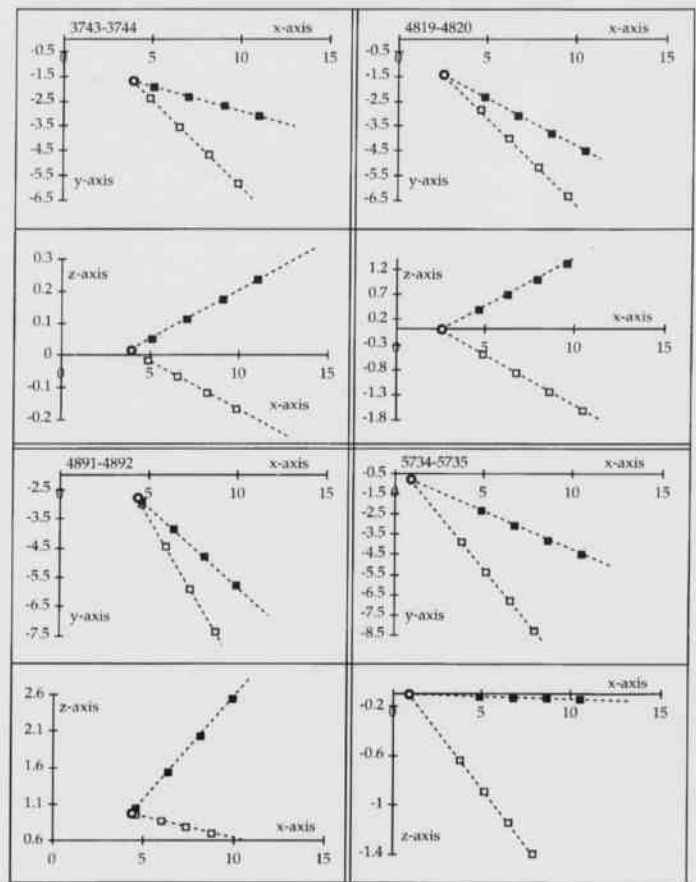 3743-3744 x-axis
-0.5
0 5 10 15
-1.5
-2.5
-3.5
-4.5
-5.5 y-axis
-6.5
4819-4820 x-axis
-0.5
0 5 10 15
-1.5
-2.5
-3.5
-4.5
-5.5 y-axis
-6.5
0.3
z-axis
0.2
0.1
0
0 5 10 15
-0.1
x-axis
-0.2
1.2 z-axis
0.7
0.2 x-axis
-0.3 0 5 10 15
-0.8
-1.3
-1.8
4891-4892 x-axis
-2.5 0 5 10 15
-3.5
-4.5
-5.5
y-axis
-6.5
-7.5
-0.5 5734-5735 x-axis
-1.5 0 5 10 15
-2.5
-3.5
-4.5
-5.5
-6.5
-7.5 y-axis
-8.5
2.6
z-axis
2.1
1.6
1.1
x-axis
0.6
0 5 10 15
x-axis
-0.2
0 5 10 15
-0.6
-1
z-axis
-1.4